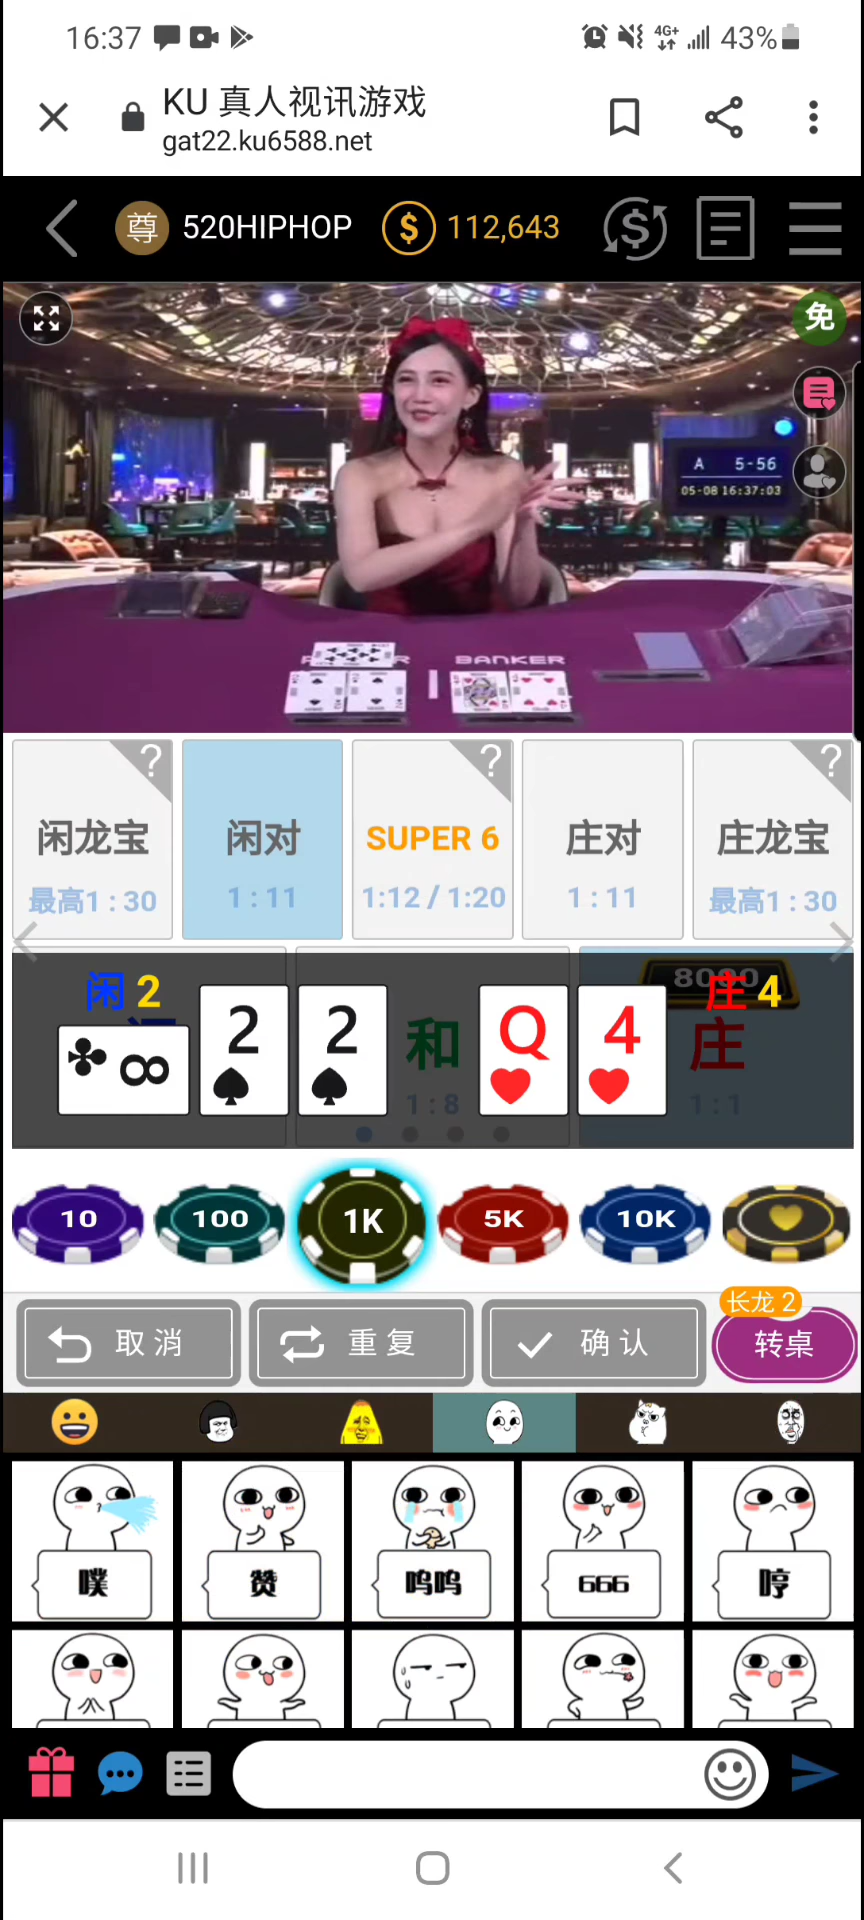 16:37
4G+
43%
KU 真人视讯游戏
gat22.ku6588.net
尊
520HIPHOP
$
112,643
$
免
A 5-56
05-08 16:37:03
BANKER
?
?
?
闲龙宝
闲对
SUPER 6
庄对
庄龙宝
最高1 : 30
1 : 11
1:12 / 1:20
1 : 11
最高1 : 30
闲 2
8000
庄 4
8
2
2
和
Q
4
庄
1 : 8
1 : 1
10
100
1K
5K
10K
长龙 2
取消
重复
确认
转桌
噗
赞
呜呜
666
哼